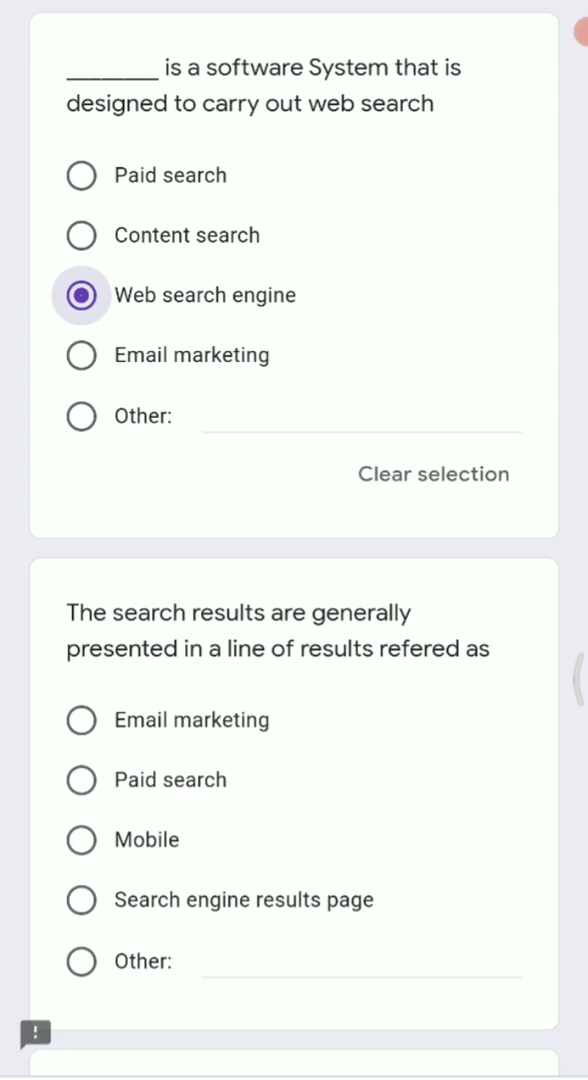 ________ is a software System that is
designed to carry out web search
Paid search
Content search
Web search engine
Email marketing
Other:
Clear selection
The search results are generally
presented in a line of results refered as
Email marketing
Paid search
Mobile
Search engine results page
Other:
!